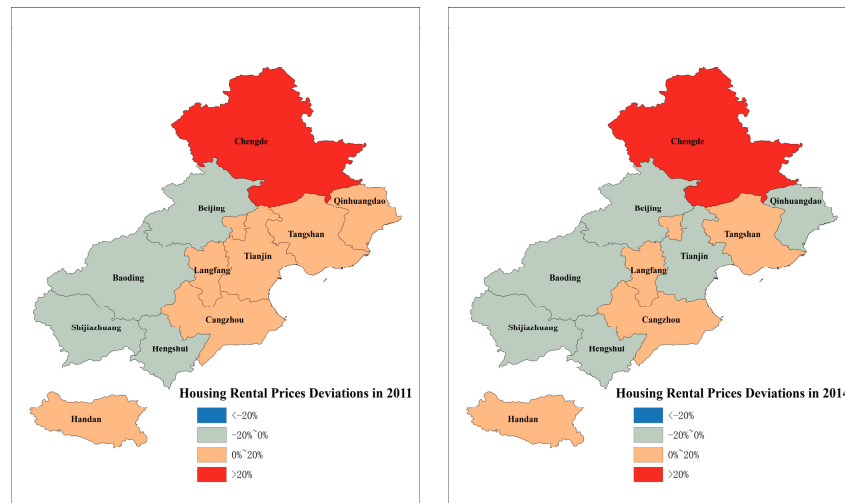 Chengde
Qinhuangdao
Beijing
Tangshan
Tianjin
Langfang
Baoding
Cangzhou
Shijiazhuang
Hengshui
Housing Rental Prices Deviations in 2011
Handan
<-20%
-20%~0%
0%~20%
>20%
Chengde
Qinhuangdao
Beijing
Tangshan
Tianjin
Langfang
Baoding
Cangzhou
Shijiazhuang
Hengshui
Housing Rental Prices Deviations in 2014
Handan
<-20%
-20%~0%
0%~20%
>20%